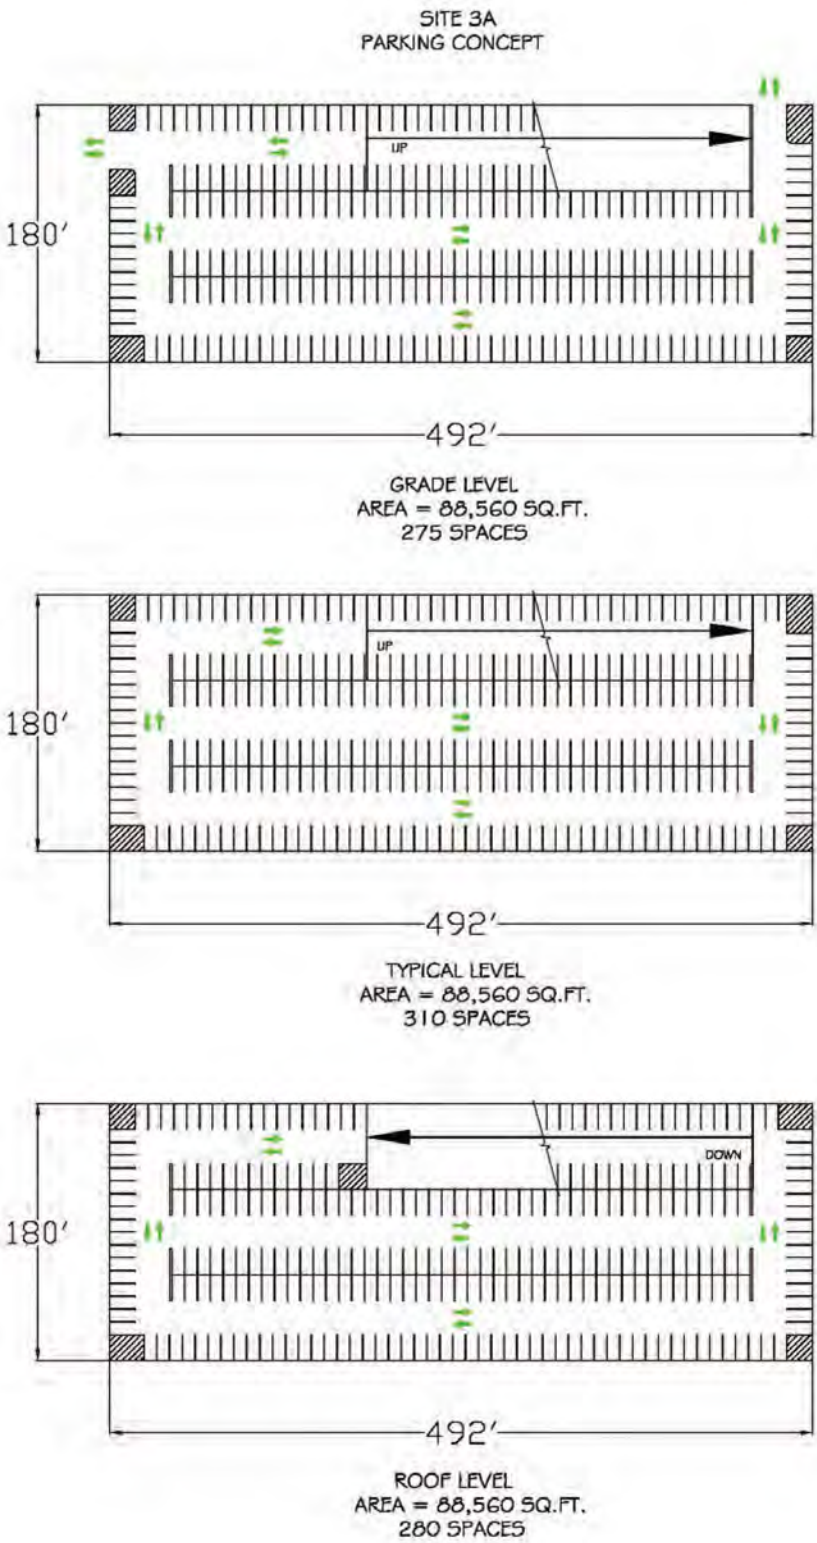 SITE 3A
PARKING CONCEPT
UP
180'
492'
GRADE LEVEL
AREA = 88,560 SQ.FT.
275 SPACES
UP
180'
492'
TYPICAL LEVEL
AREA = 88,560 SQ.FT.
310 SPACES
DOWN
180'
492'
ROOF LEVEL
AREA = 88,560 SQ.FT.
280 SPACES